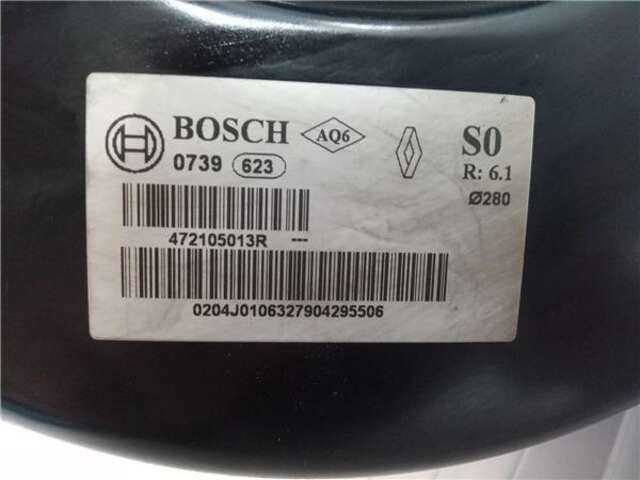 BOSCH AQ6 S0
0739 623 R: 6.1
Ø280
472105013R ---
0204J0106327904295506